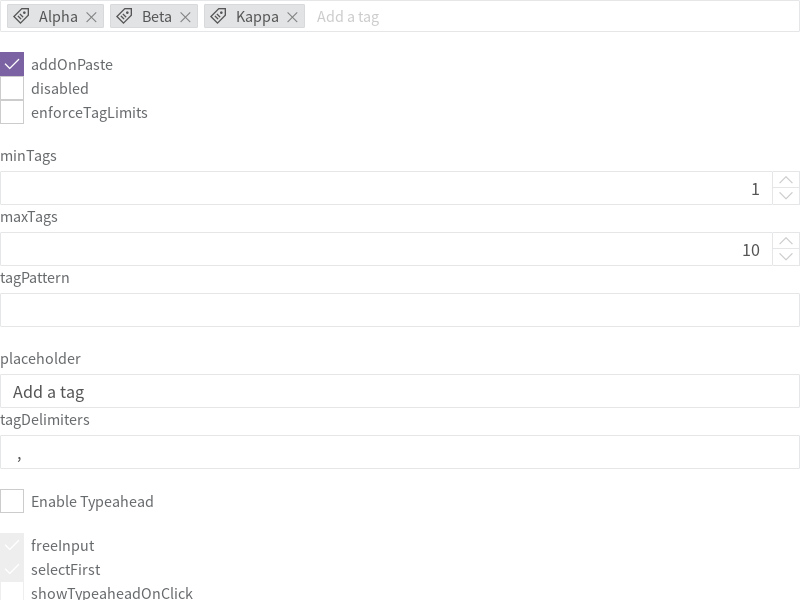 Alpha Beta Kappa Add a tag
addOnPaste
disabled
enforceTagLimits
minTags
1
maxTags
10
tagPattern
placeholder
Add a tag
tagDelimiters
,
Enable Typeahead
freeInput
selectFirst
showTypeaheadOnClick